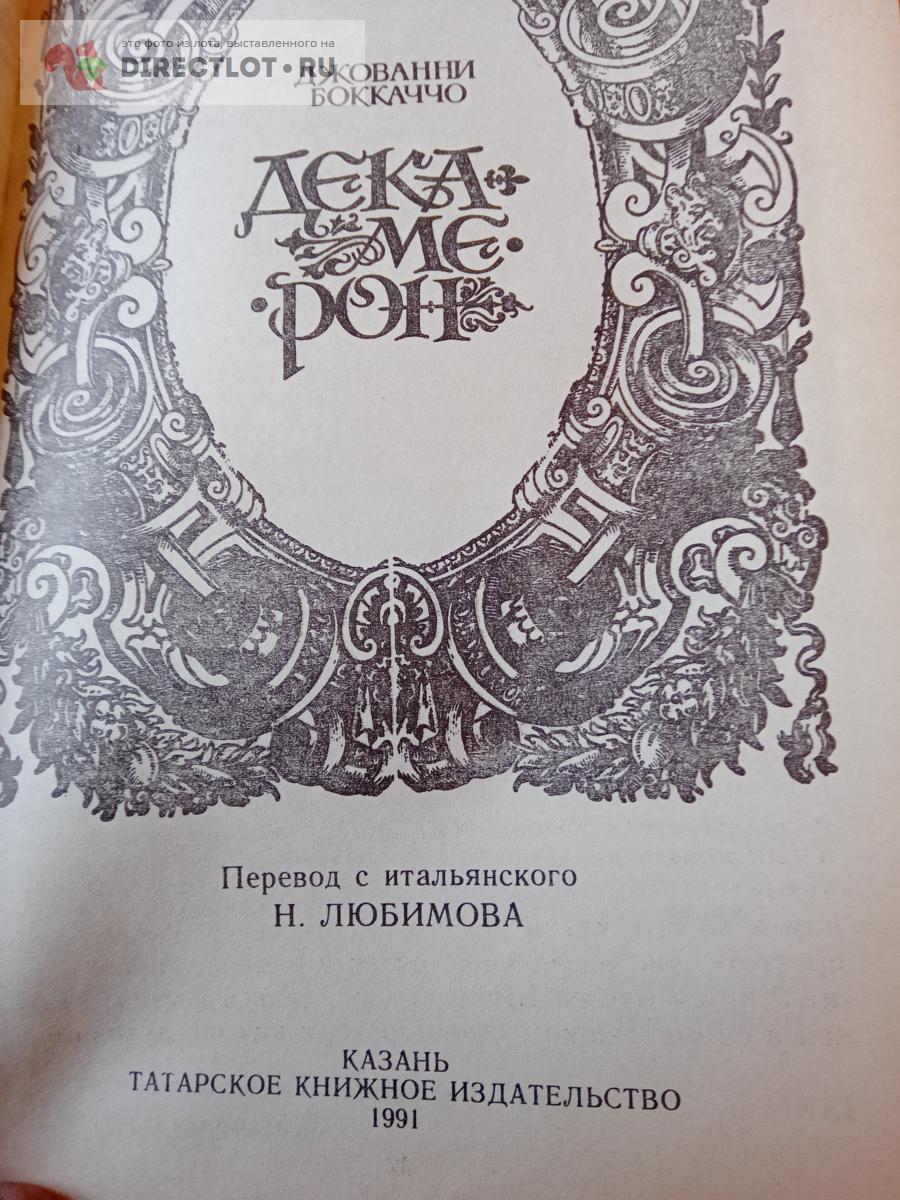 это фото из лота, выставленного на
DIRECTLOT.RU
ДЖОВАННИ
БОККАЧЧО
ДЕКА
МЕ
РОН
Перевод с итальянского
Н. ЛЮБИМОВА
КАЗАНЬ
ТАТАРСКОЕ КНИЖНОЕ ИЗДАТЕЛЬСТВО
1991